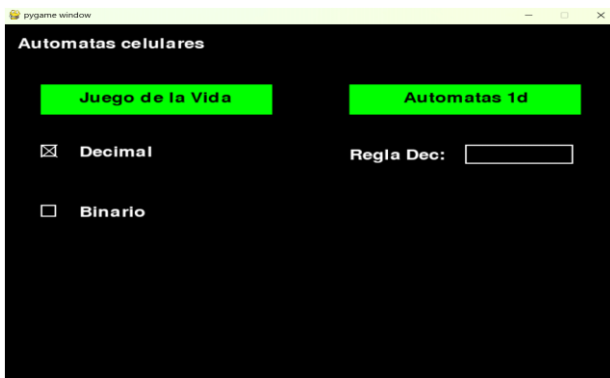 pygame window
Automatas celulares
Juego de la Vida
Automatas 1d
Decimal
Regla Dec:
Binario